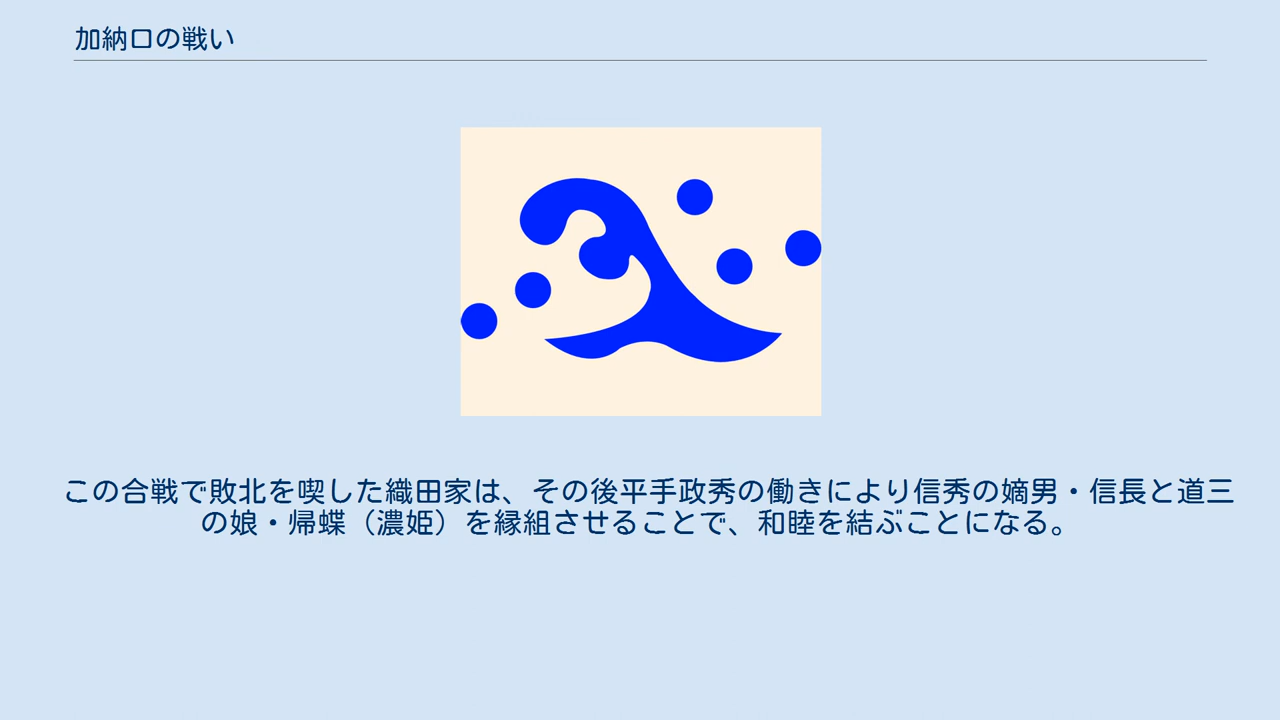 加納口の戦い
この合戦で敗北を喫した織田家は、その後平手政秀の働きにより信秀の嫡男・信長と道三
の娘・帰蝶（濃姫）を縁組させることで、和睦を結ぶことになる。